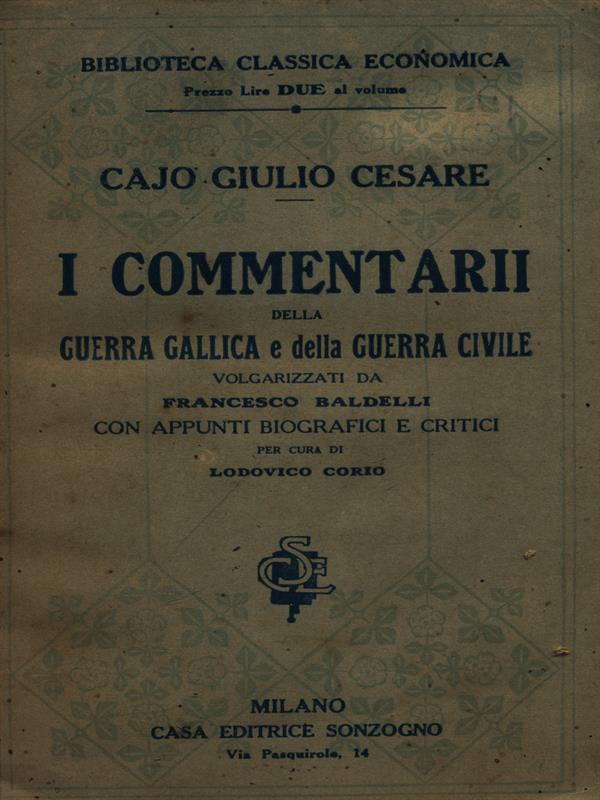 BIBLIOTECA CLASSICA ECONOMICA
Prezzo Lire DUE al volume
CAJO GIULIO CESARE
I COMMENTARII
DELLA
GUERRA GALLICA e della GUERRA CIVILE
VOLGARIZZATI DA
FRANCESCO BALDELLI
CON APPUNTI BIOGRAFICI E CRITICI
PER CURA DI
LODOVICO CORIO
CSE
MILANO
CASA EDITRICE SONZOGNO
Via Pasquirolo, 14